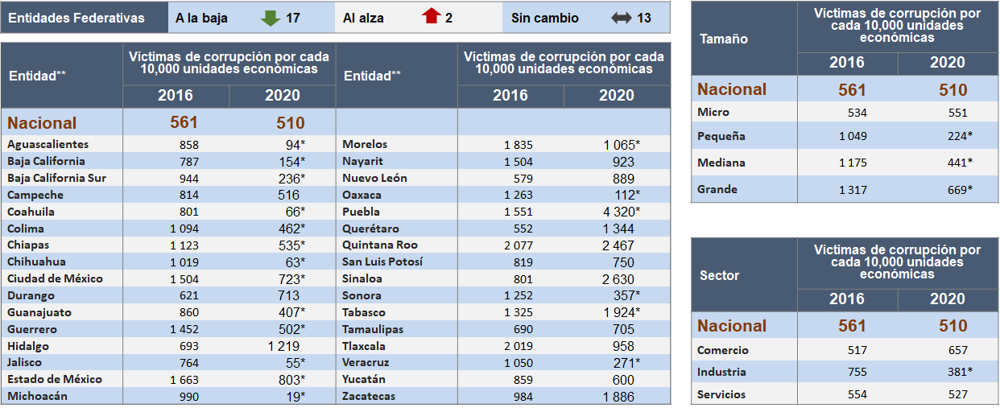 Entidades Federativas A la baja 17 Al alza 2 Sin cambio 13
Entidad** Víctimas de corrupción por cada 10,000 unidades económicas Entidad** Víctimas de corrupción por cada 10,000 unidades económicas
2016 2020 2016 2020
Nacional 561 510
Aguascalientes 858 94* Morelos 1 835 1 065*
Baja California 787 154* Nayarit 1 504 923
Baja California Sur 944 236* Nuevo León 579 889
Campeche 814 516 Oaxaca 1 263 112*
Coahuila 801 66* Puebla 1 551 4 320*
Colima 1 094 462* Querétaro 552 1 344
Chiapas 1 123 535* Quintana Roo 2 077 2 467
Chihuahua 1 019 63* San Luis Potosí 819 750
Ciudad de México 1 504 723* Sinaloa 801 2 630
Durango 621 713 Sonora 1 252 357*
Guanajuato 860 407* Tabasco 1 325 1 924*
Guerrero 1 452 502* Tamaulipas 690 705
Hidalgo 693 1 219 Tlaxcala 2 019 958
Jalisco 764 55* Veracruz 1 050 271*
Estado de México 1 663 803* Yucatán 859 600
Michoacán 990 19* Zacatecas 984 1 886
Tamaño Víctimas de corrupción por
cada 10,000 unidades
económicas
2016 2020
Nacional 561 510
Micro 534 551
Pequeña 1 049 224*
Mediana 1 175 441*
Grande 1 317 669*
Sector Víctimas de corrupción por
cada 10,000 unidades
económicas
2016 2020
Nacional 561 510
Comercio 517 657
Industria 755 381*
Servicios 554 527